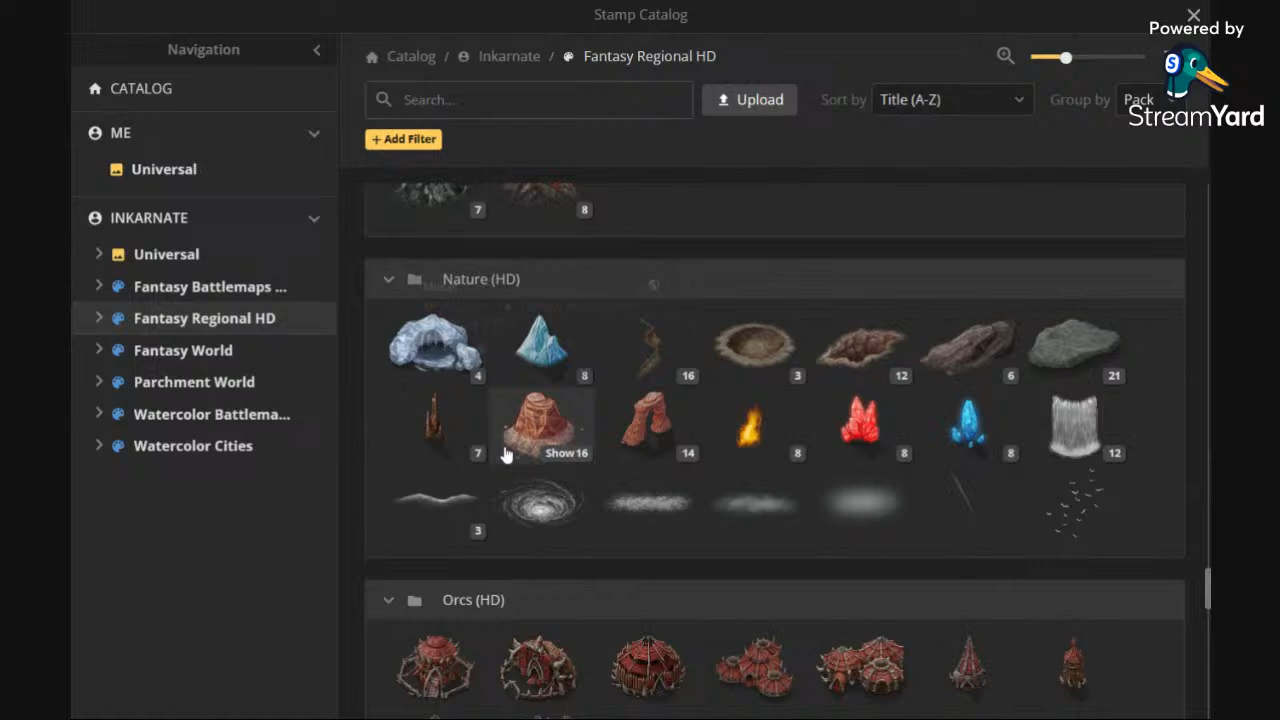 Stamp Catalog
Powered by
StreamYard
Navigation
CATALOG
ME
Universal
INKARNATE
Universal
Fantasy Battlemaps ...
Fantasy Regional HD
Fantasy World
Parchment World
Watercolor Battlema...
Watercolor Cities
Catalog / Inkarnate / Fantasy Regional HD
Search... Upload Sort by Title (A-Z) Group by Pack
+ Add Filter
7 8
Nature (HD)
4 8 16 3 12 6 21
7 Show 16 14 8 8 8 12
3
Orcs (HD)